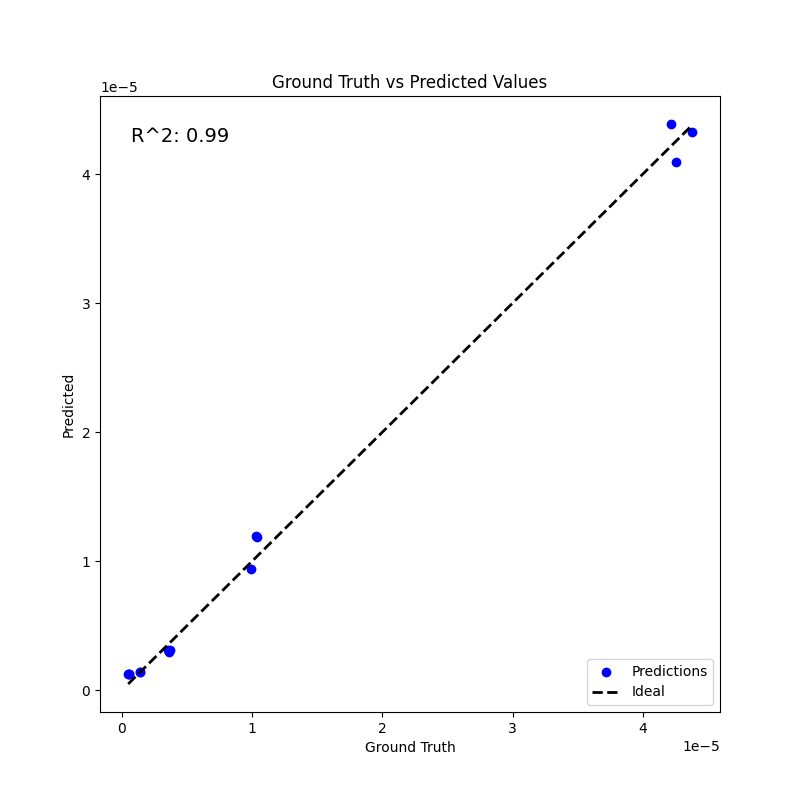 Ground Truth vs Predicted Values
1e−5
R^2: 0.99
4
3
2
1
0
Predicted
Predictions
Ideal
0 1 2 3 4
1e−5
Ground Truth